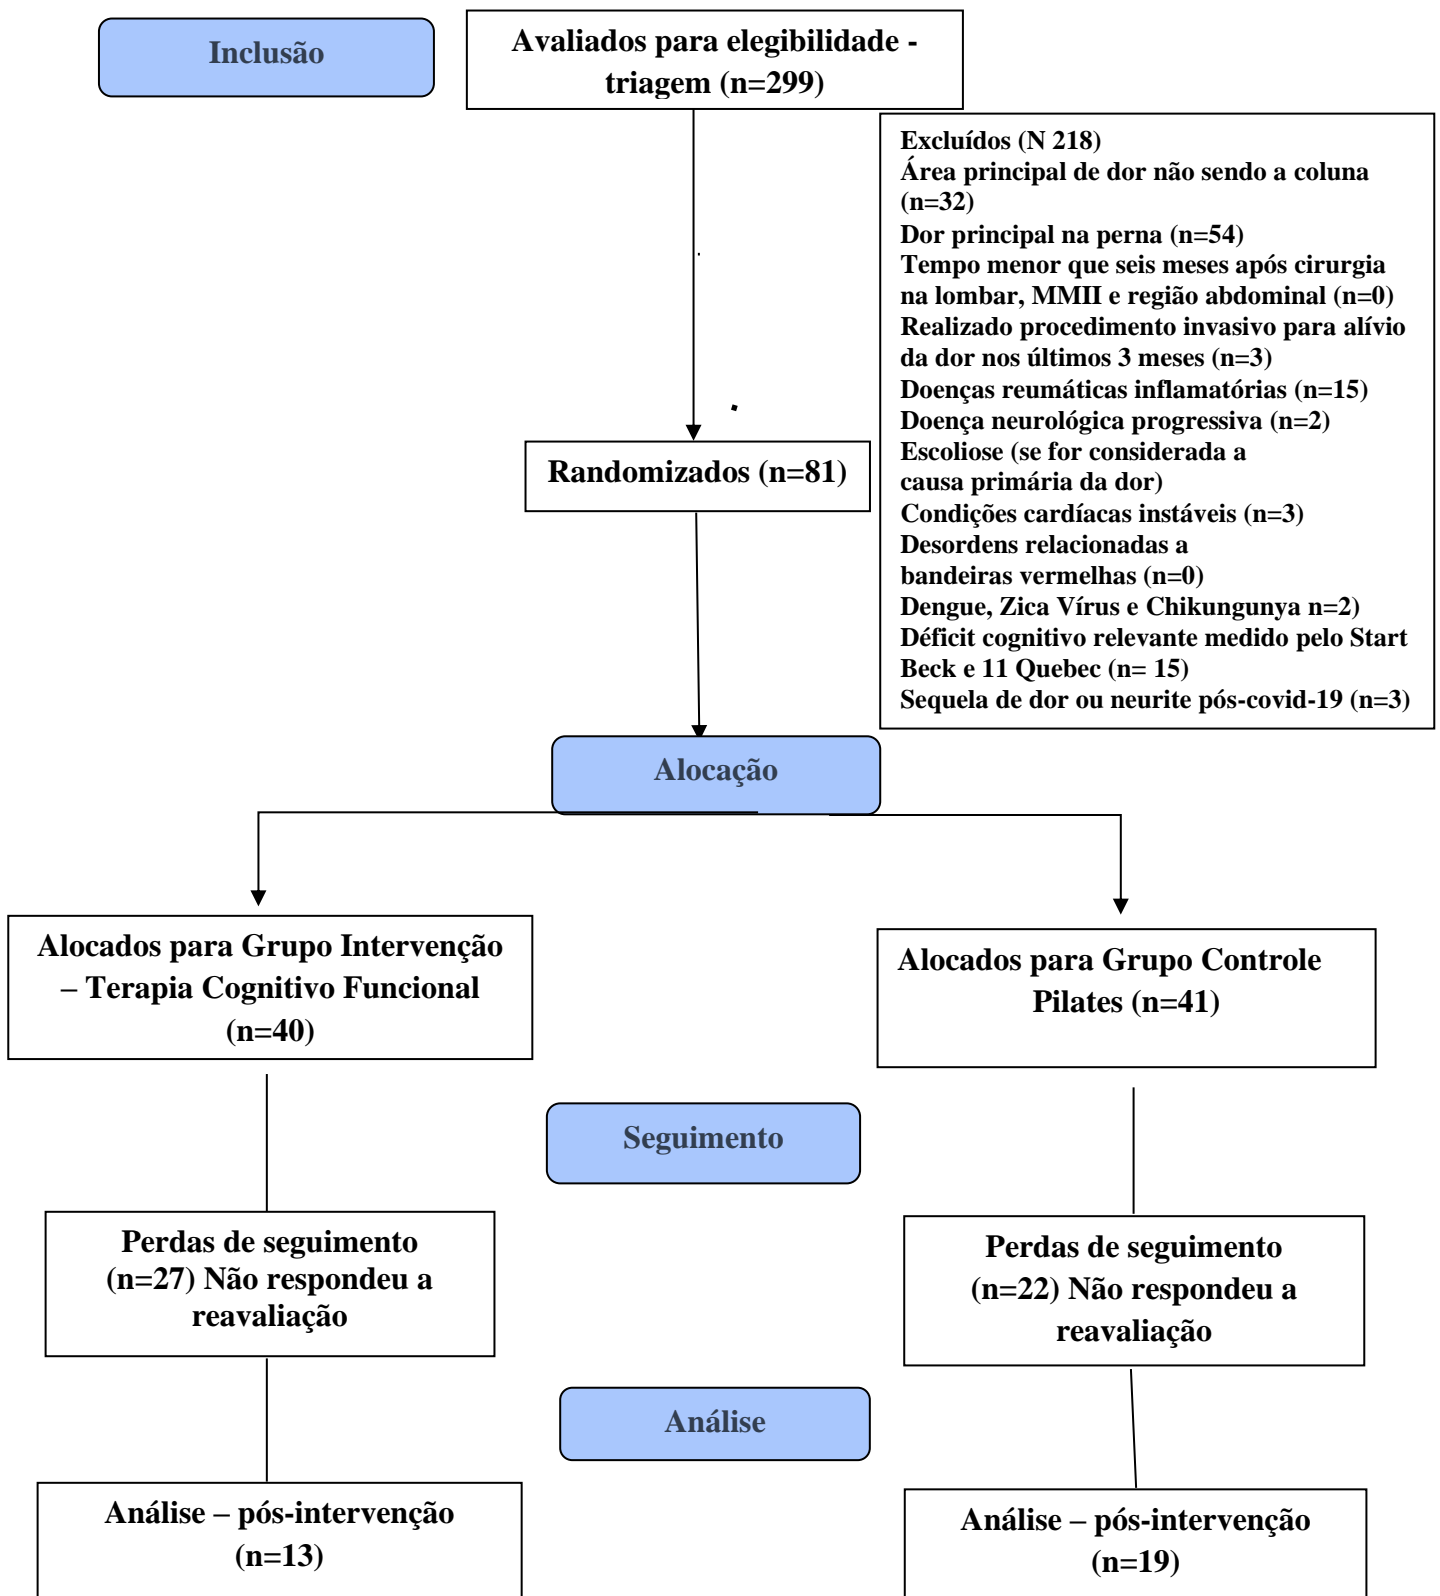 Inclusão
Avaliados para elegibilidade -
triagem (n=299)
Excluídos (N 218)
Área principal de dor não sendo a coluna
(n=32)
Dor principal na perna (n=54)
Tempo menor que seis meses após cirurgia
na lombar, MMII e região abdominal (n=0)
Realizado procedimento invasivo para alívio
da dor nos últimos 3 meses (n=3)
Doenças reumáticas inflamatórias (n=15)
Doença neurológica progressiva (n=2)
Escoliose (se for considerada a
causa primária da dor)
Condições cardíacas instáveis (n=3)
Desordens relacionadas a
bandeiras vermelhas (n=0)
Dengue, Zica Vírus e Chikungunya n=2)
Déficit cognitivo relevante medido pelo Start
Beck e 11 Quebec (n= 15)
Sequela de dor ou neurite pós-covid-19 (n=3)
Randomizados (n=81)
Alocação
Alocados para Grupo Intervenção
– Terapia Cognitivo Funcional
(n=40)
Alocados para Grupo Controle
Pilates (n=41)
Seguimento
Perdas de seguimento
(n=27) Não respondeu a
reavaliação
Perdas de seguimento
(n=22) Não respondeu a
reavaliação
Análise
Análise – pós-intervenção
(n=13)
Análise – pós-intervenção
(n=19)